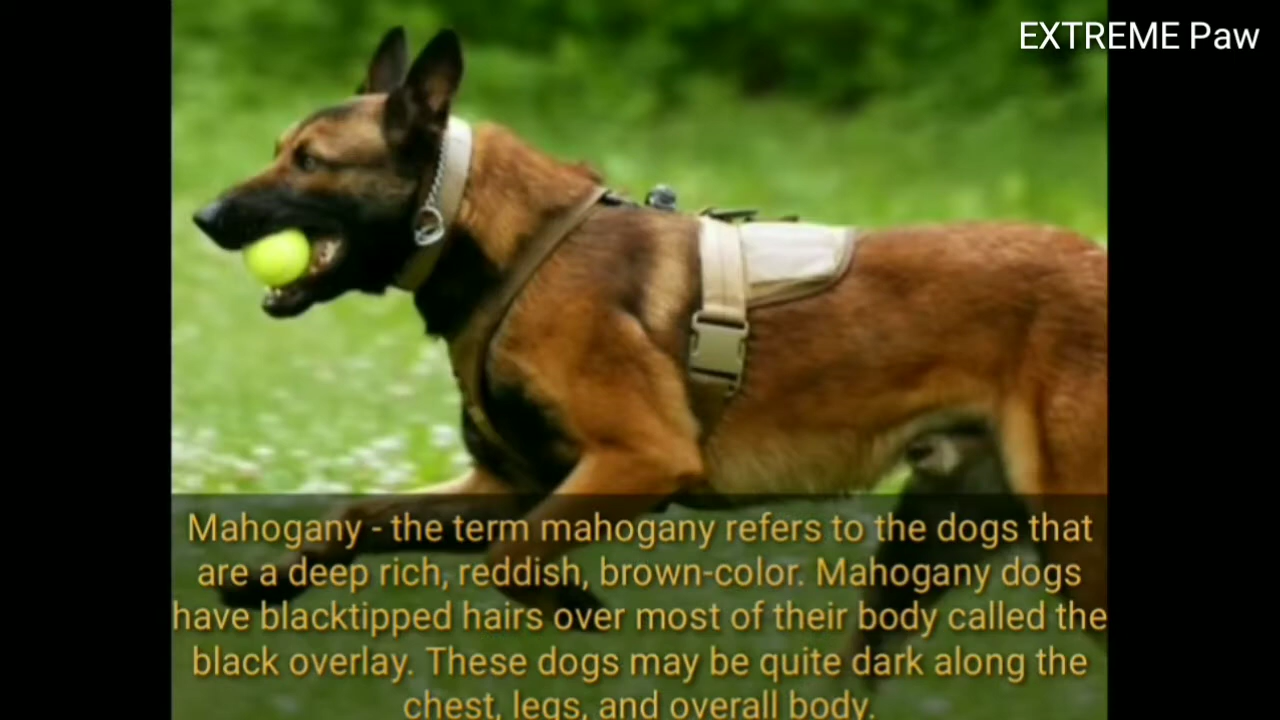 EXTREME Paw
Mahogany - the term mahogany refers to the dogs that
are a deep rich, reddish, brown-color. Mahogany dogs
have blacktipped hairs over most of their body called the
black overlay. These dogs may be quite dark along the
chest, legs, and overall body.